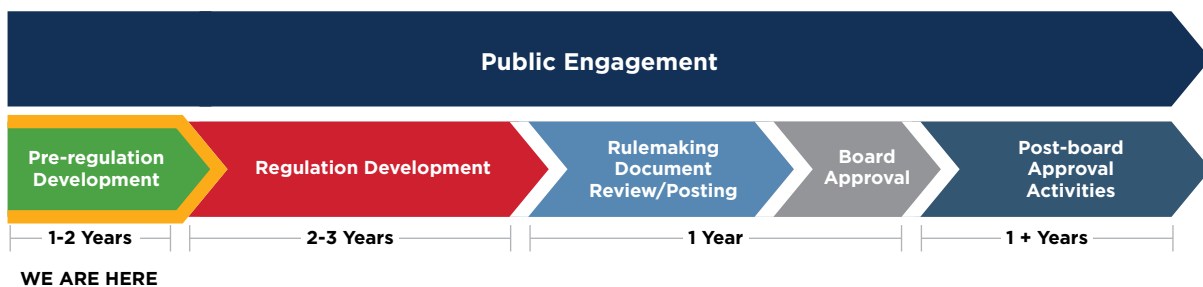 Public Engagement
Pre-regulation
Development
Regulation Development
Rulemaking
Document
Review/Posting
Board
Approval
Post-board
Approval
Activities
1-2 Years
2-3 Years
1 Year
1 + Years
WE ARE HERE